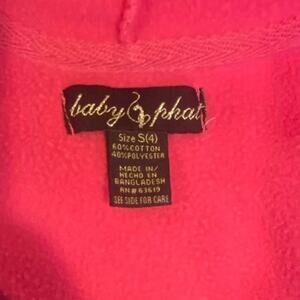 baby phat
Size S(4)
60%COTTON
40%POLYESTER
MADE IN/
HECHO EN
BANGLADESH
RN#63619
SEE SIDE FOR CARE